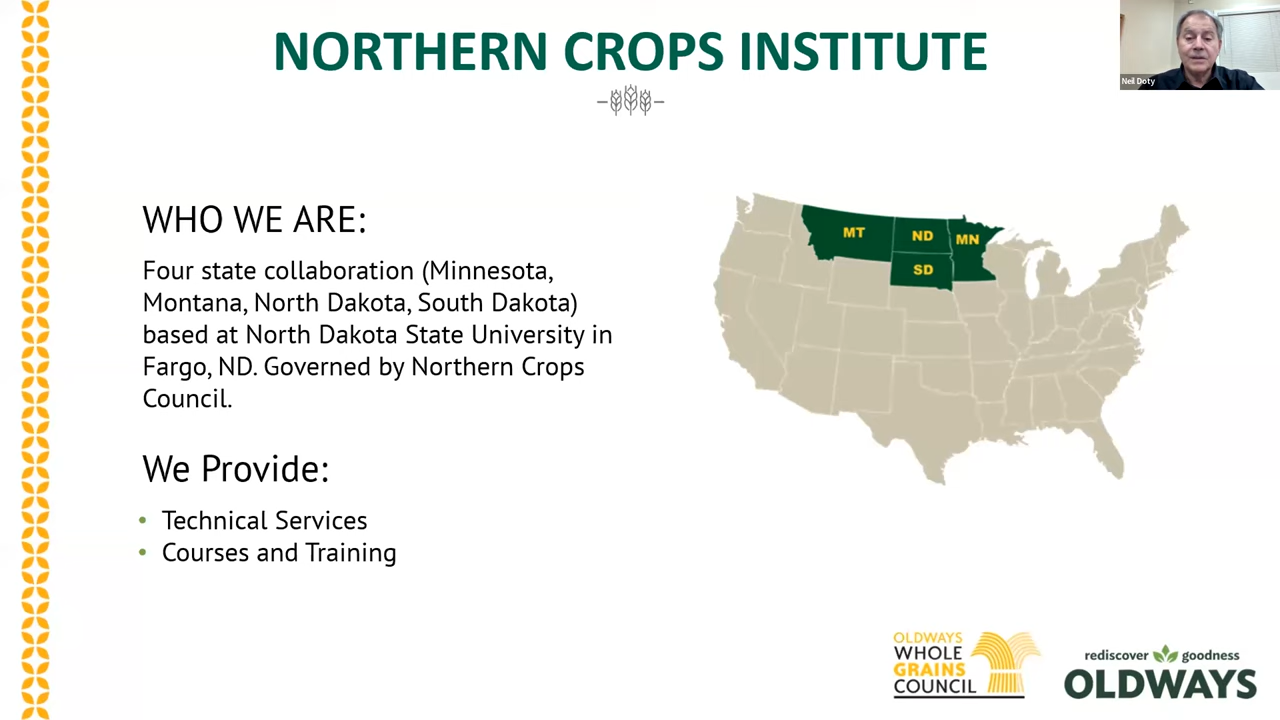 NORTHERN CROPS INSTITUTE
Neil Doty
WHO WE ARE:
Four state collaboration (Minnesota,
Montana, North Dakota, South Dakota)
based at North Dakota State University in
Fargo, ND. Governed by Northern Crops
Council.
We Provide:
• Technical Services
• Courses and Training
MT
ND
MN
SD
OLDWAYS
WHOLE
GRAINS
COUNCIL
rediscover goodness
OLDWAYS